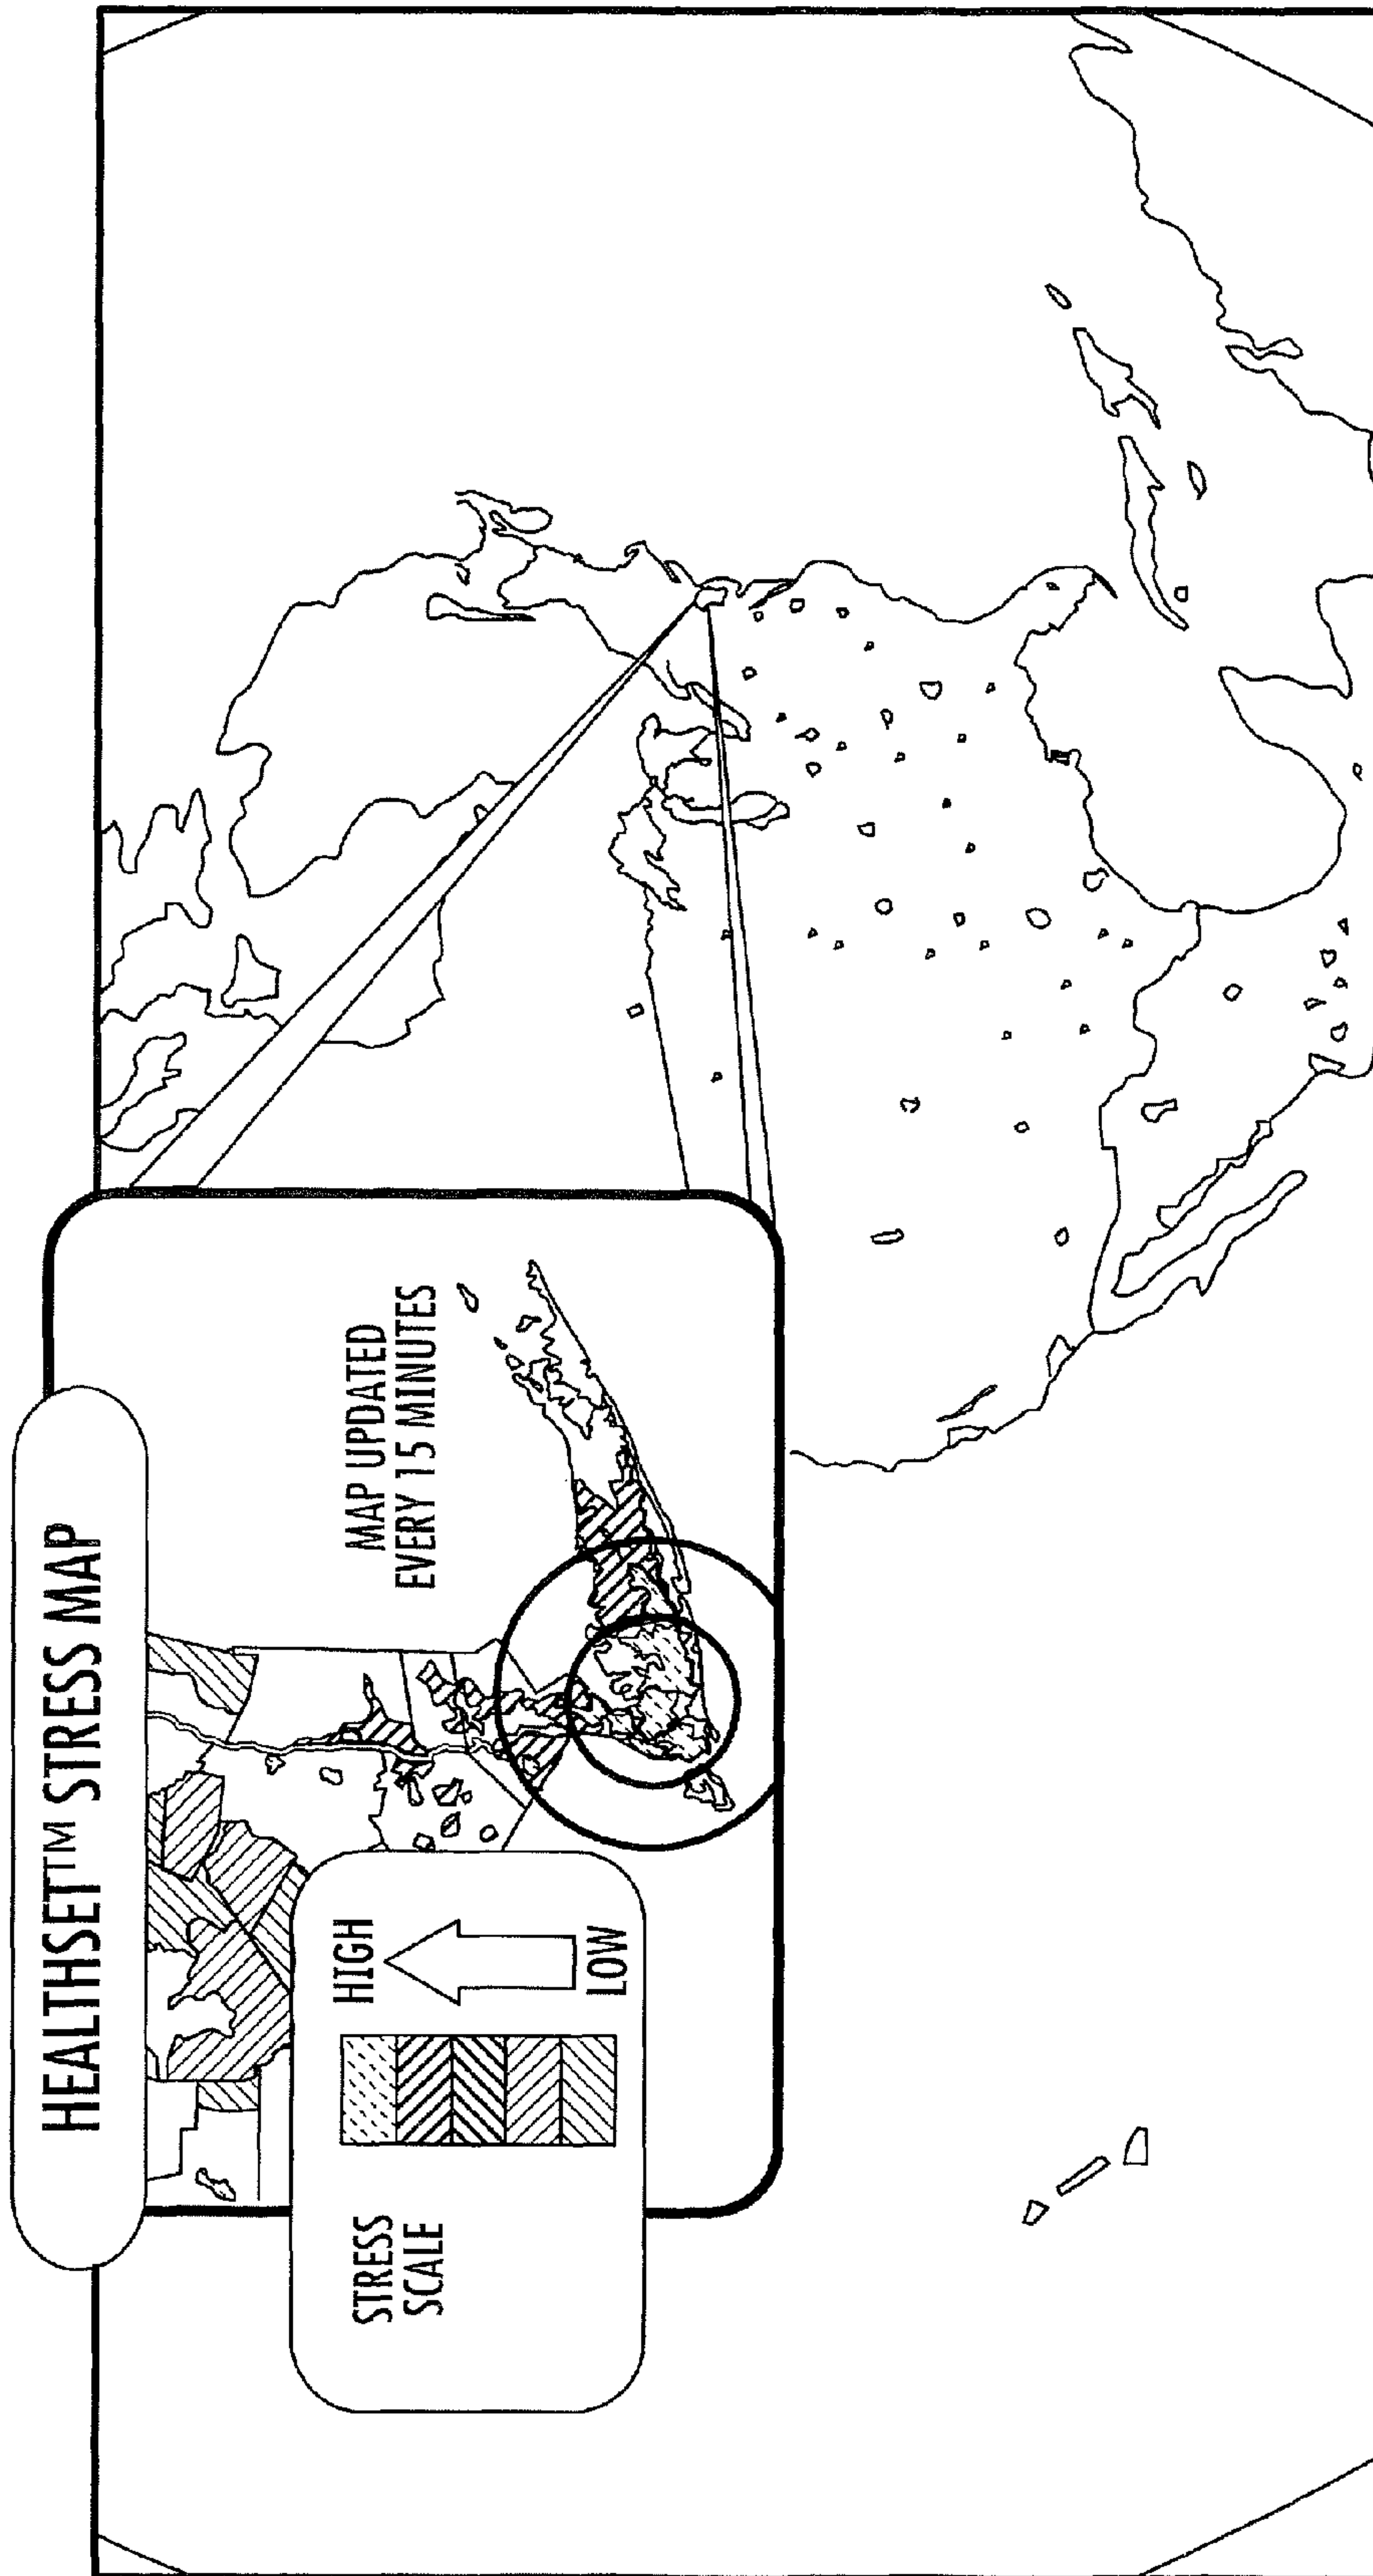 HEALTHSET™ STRESS MAP
MAP UPDATED
EVERY 15 MINUTES
STRESS
SCALE
HIGH
LOW